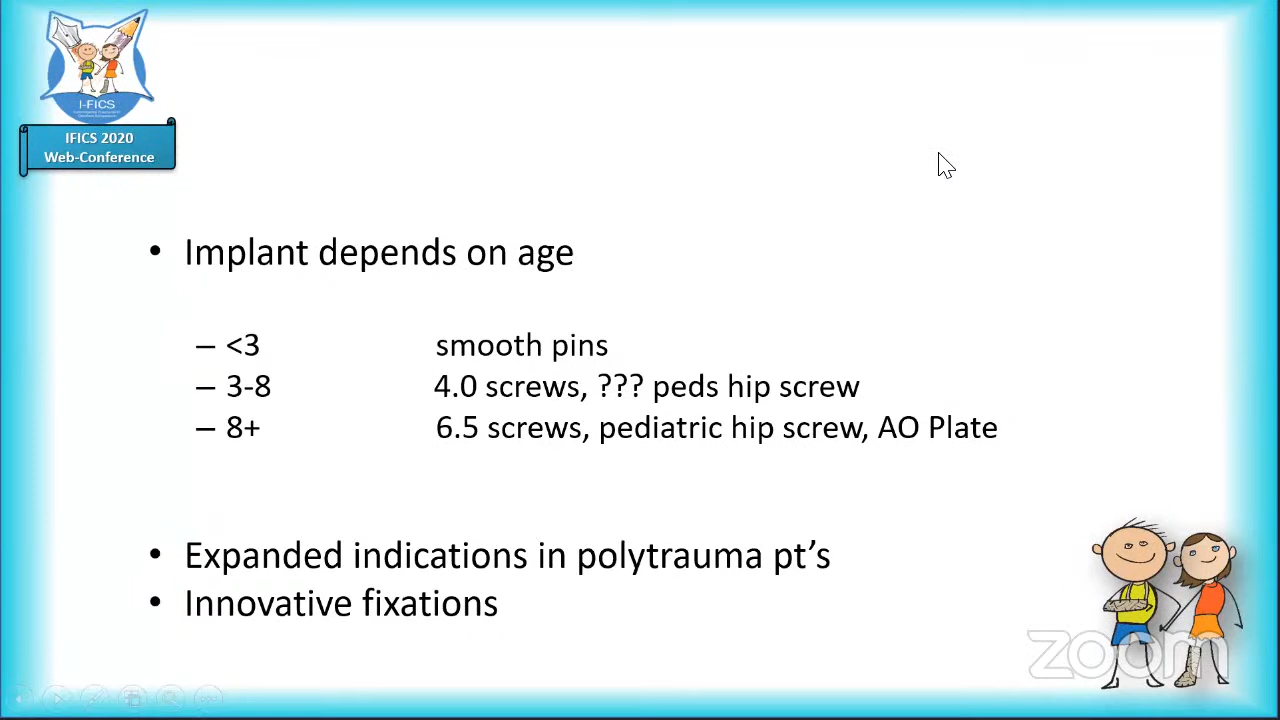 I-FICS
IFICS 2020
Web-Conference
• Implant depends on age
– <3 smooth pins
– 3-8 4.0 screws, ??? peds hip screw
– 8+ 6.5 screws, pediatric hip screw, AO Plate
• Expanded indications in polytrauma pt’s
• Innovative fixations
zoom